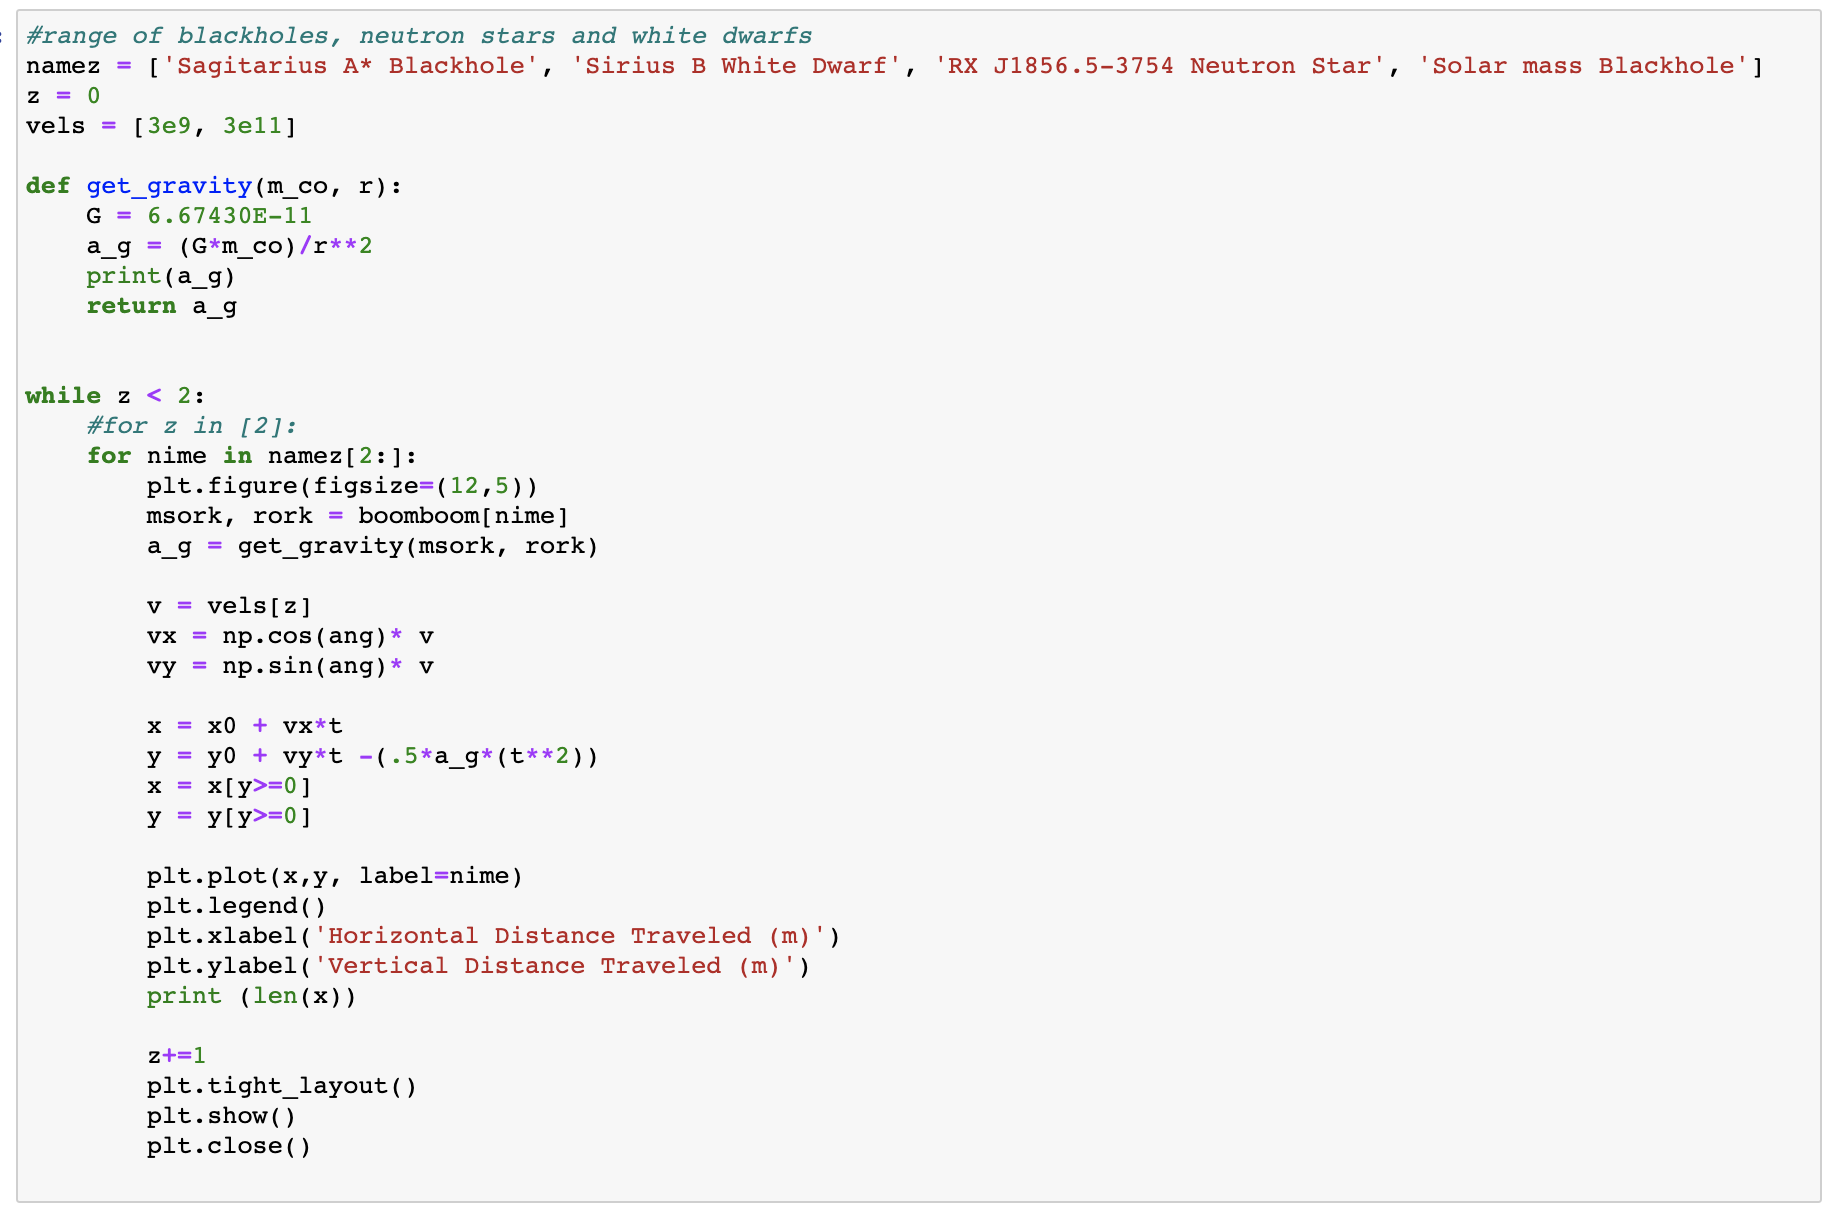 #range of blackholes, neutron stars and white dwarfs
namez = ['Sagitarius A* Blackhole', 'Sirius B White Dwarf', 'RX J1856.5-3754 Neutron Star', 'Solar mass Blackhole']
z = 0
vels = [3e9, 3e11]
def get_gravity(m_co, r):
    G = 6.67430E-11
    a_g = (G*m_co)/r**2
    print(a_g)
    return a_g
while z < 2:
    #for z in [2]:
    for nime in namez[2:]:
        plt.figure(figsize=(12,5))
        msork, rork = boomboom[nime]
        a_g = get_gravity(msork, rork)
        v = vels[z]
        vx = np.cos(ang)* v
        vy = np.sin(ang)* v
        x = x0 + vx*t
        y = y0 + vy*t -(.5*a_g*(t**2))
        x = x[y>=0]
        y = y[y>=0]
        plt.plot(x,y, label=nime)
        plt.legend()
        plt.xlabel('Horizontal Distance Traveled (m)')
        plt.ylabel('Vertical Distance Traveled (m)')
        print (len(x))
        z+=1
        plt.tight_layout()
        plt.show()
        plt.close()